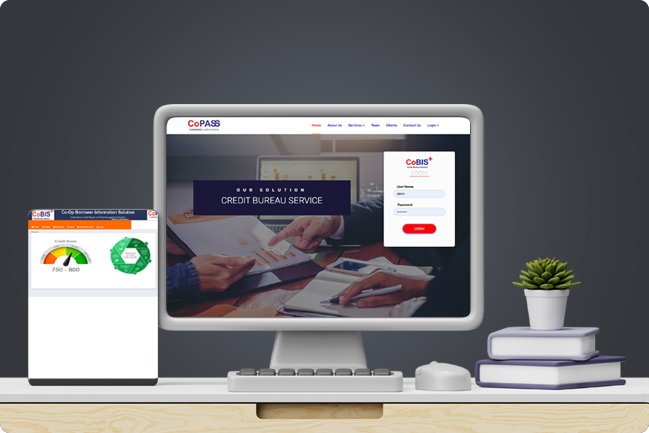 CoPASS
Home About Us Services Team Clients Contact Us Login
OUR SOLUTION
CREDIT BUREAU SERVICE
CoBIS+
LOGIN
User Name
admin
Password
LOGIN
CoBIS
Co-Op Borrower Information Solution
Credit Score
750 - 800